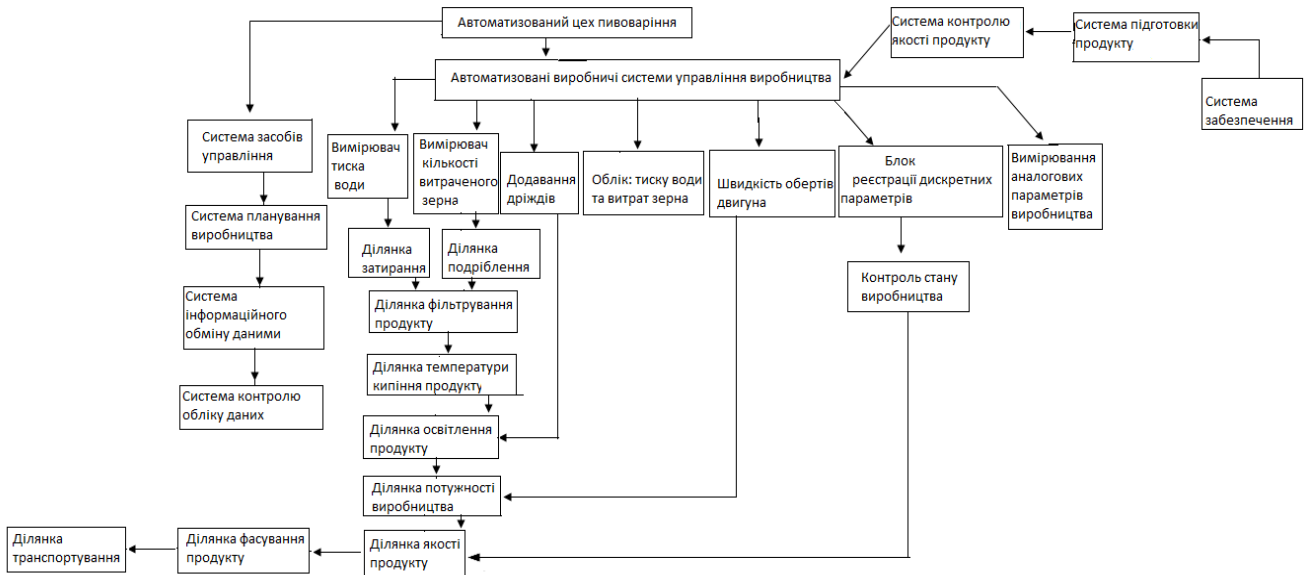 Автоматизований цех пивоваріння
Система контролю
якості продукту
Система підготовки
продукту
Автоматизовані виробничі системи управління виробництва
Система
забезпечення
Система засобів
управління
Вимірювач
тиска
води
Вимірювач
кількості
витраченого
зерна
Додавання
дріждів
Облік: тиску води
та витрат зерна
Швидкість обертів
двигуна
Блок
реєстрації дискретних
параметрів
Вимірювання
аналогових
параметрів
виробництва
Система планування
виробництва
Ділянка
затирання
Ділянка
подріблення
Контроль стану
виробництва
Система
інформаційного
обміну даними
Ділянка фільтрування
продукту
Ділянка температури
кипіння продукту
Система контролю
обліку даних
Ділянка освітлення
продукту
Ділянка потужності
виробництва
Ділянка якості
продукту
Ділянка фасування
продукту
Ділянка
транспортування